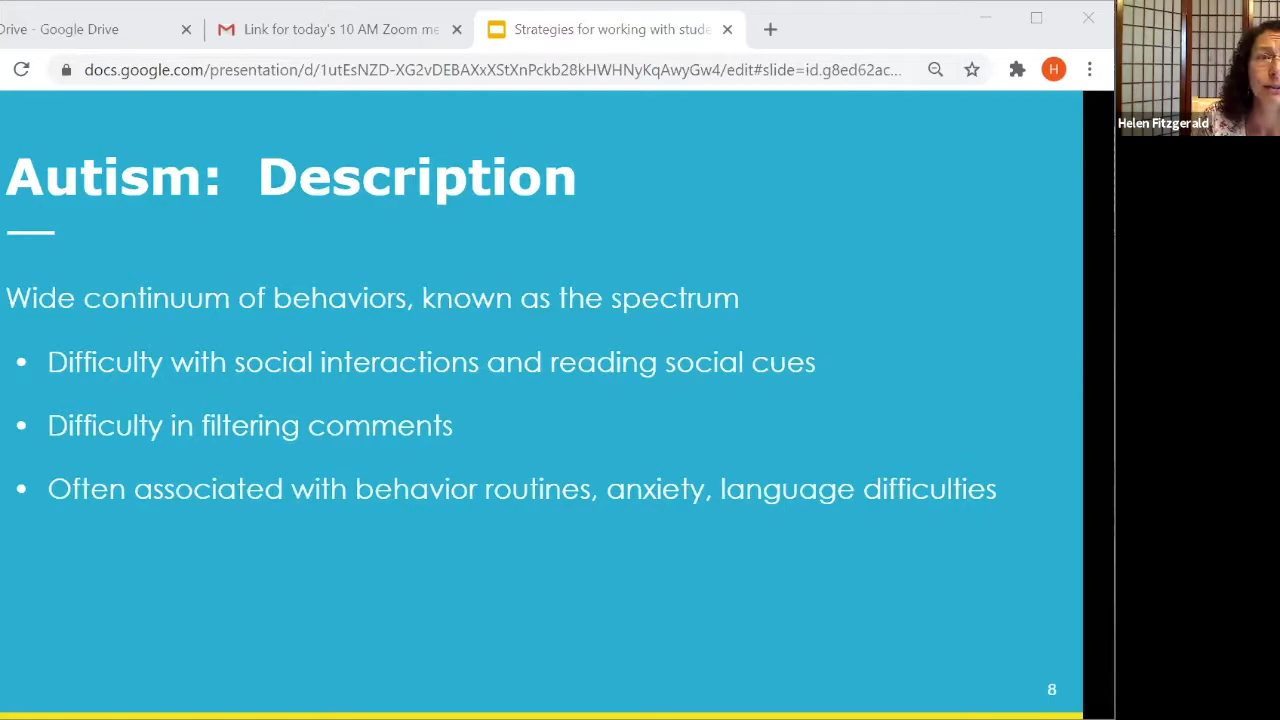 Drive - Google Drive
Link for today's 10 AM Zoom me
Strategies for working with stude
docs.google.com/presentation/d/1utEeNZD-XG2vDEBAXxXStXnPckb28kHWHNyKqAwyGw4/edit#slide=id.g8ed62ac...
H
Helen Fitzgerald
Autism: Description
Wide continuum of behaviors, known as the spectrum
• Difficulty with social interactions and reading social cues
• Difficulty in filtering comments
• Often associated with behavior routines, anxiety, language difficulties
8